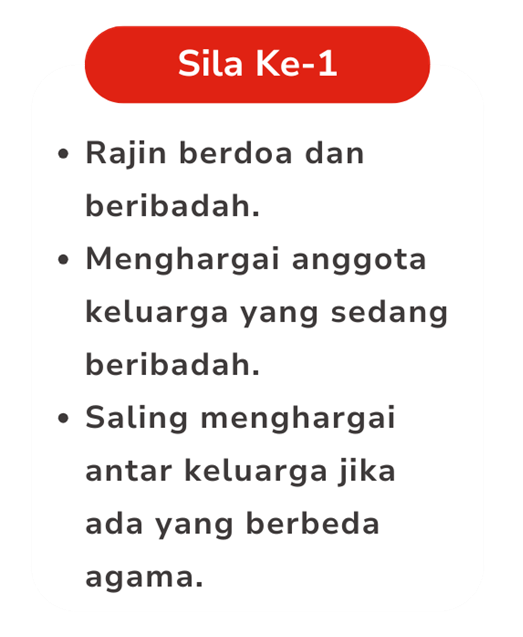 Sila Ke-1
• Rajin berdoa dan
beribadah.
• Menghargai anggota
keluarga yang sedang
beribadah.
• Saling menghargai
antar keluarga jika
ada yang berbeda
agama.